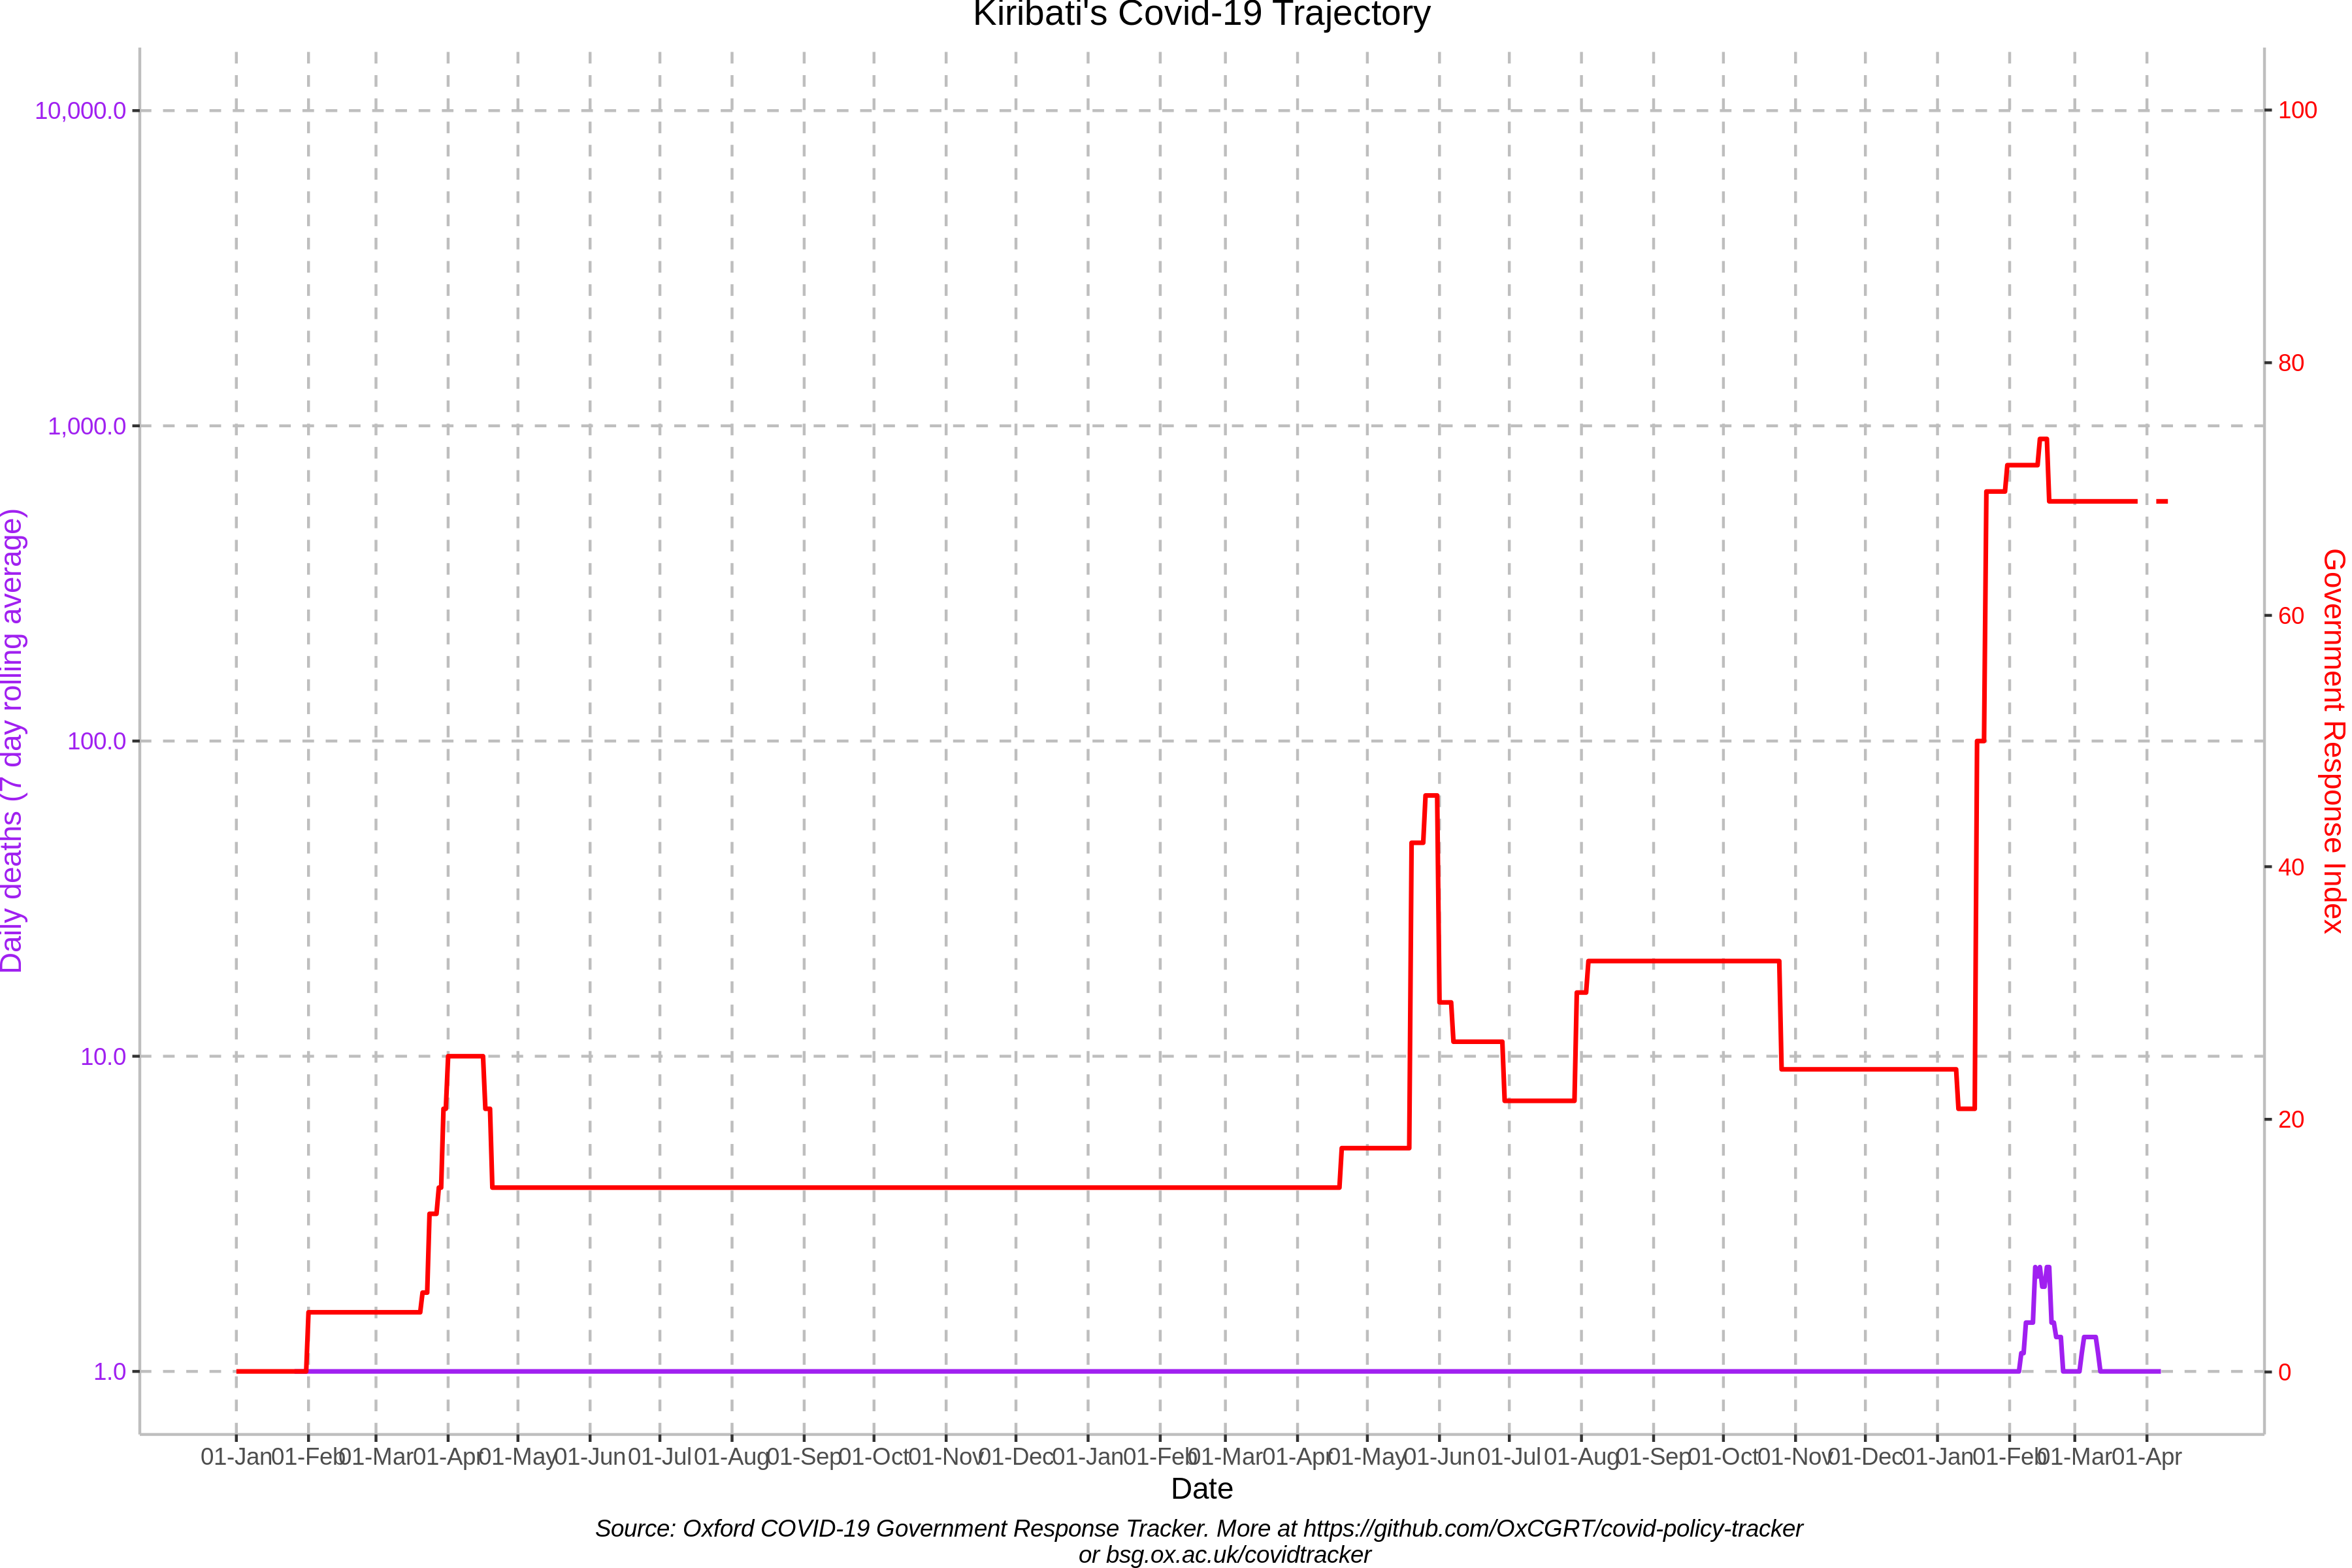 Kiribati's Covid-19 Trajectory
10,000.0
1,000.0
100.0
10.0
1.0
Daily deaths (7 day rolling average)
100
80
60
40
20
0
Government Response Index
01-Jan 01-Feb 01-Mar 01-Apr 01-May 01-Jun 01-Jul 01-Aug 01-Sep 01-Oct 01-Nov 01-Dec 01-Jan 01-Feb 01-Mar 01-Apr 01-May 01-Jun 01-Jul 01-Aug 01-Sep 01-Oct 01-Nov 01-Dec 01-Jan 01-Feb 01-Mar 01-Apr
Date
Source: Oxford COVID-19 Government Response Tracker. More at https://github.com/OxCGRT/covid-policy-tracker
or bsg.ox.ac.uk/covidtracker